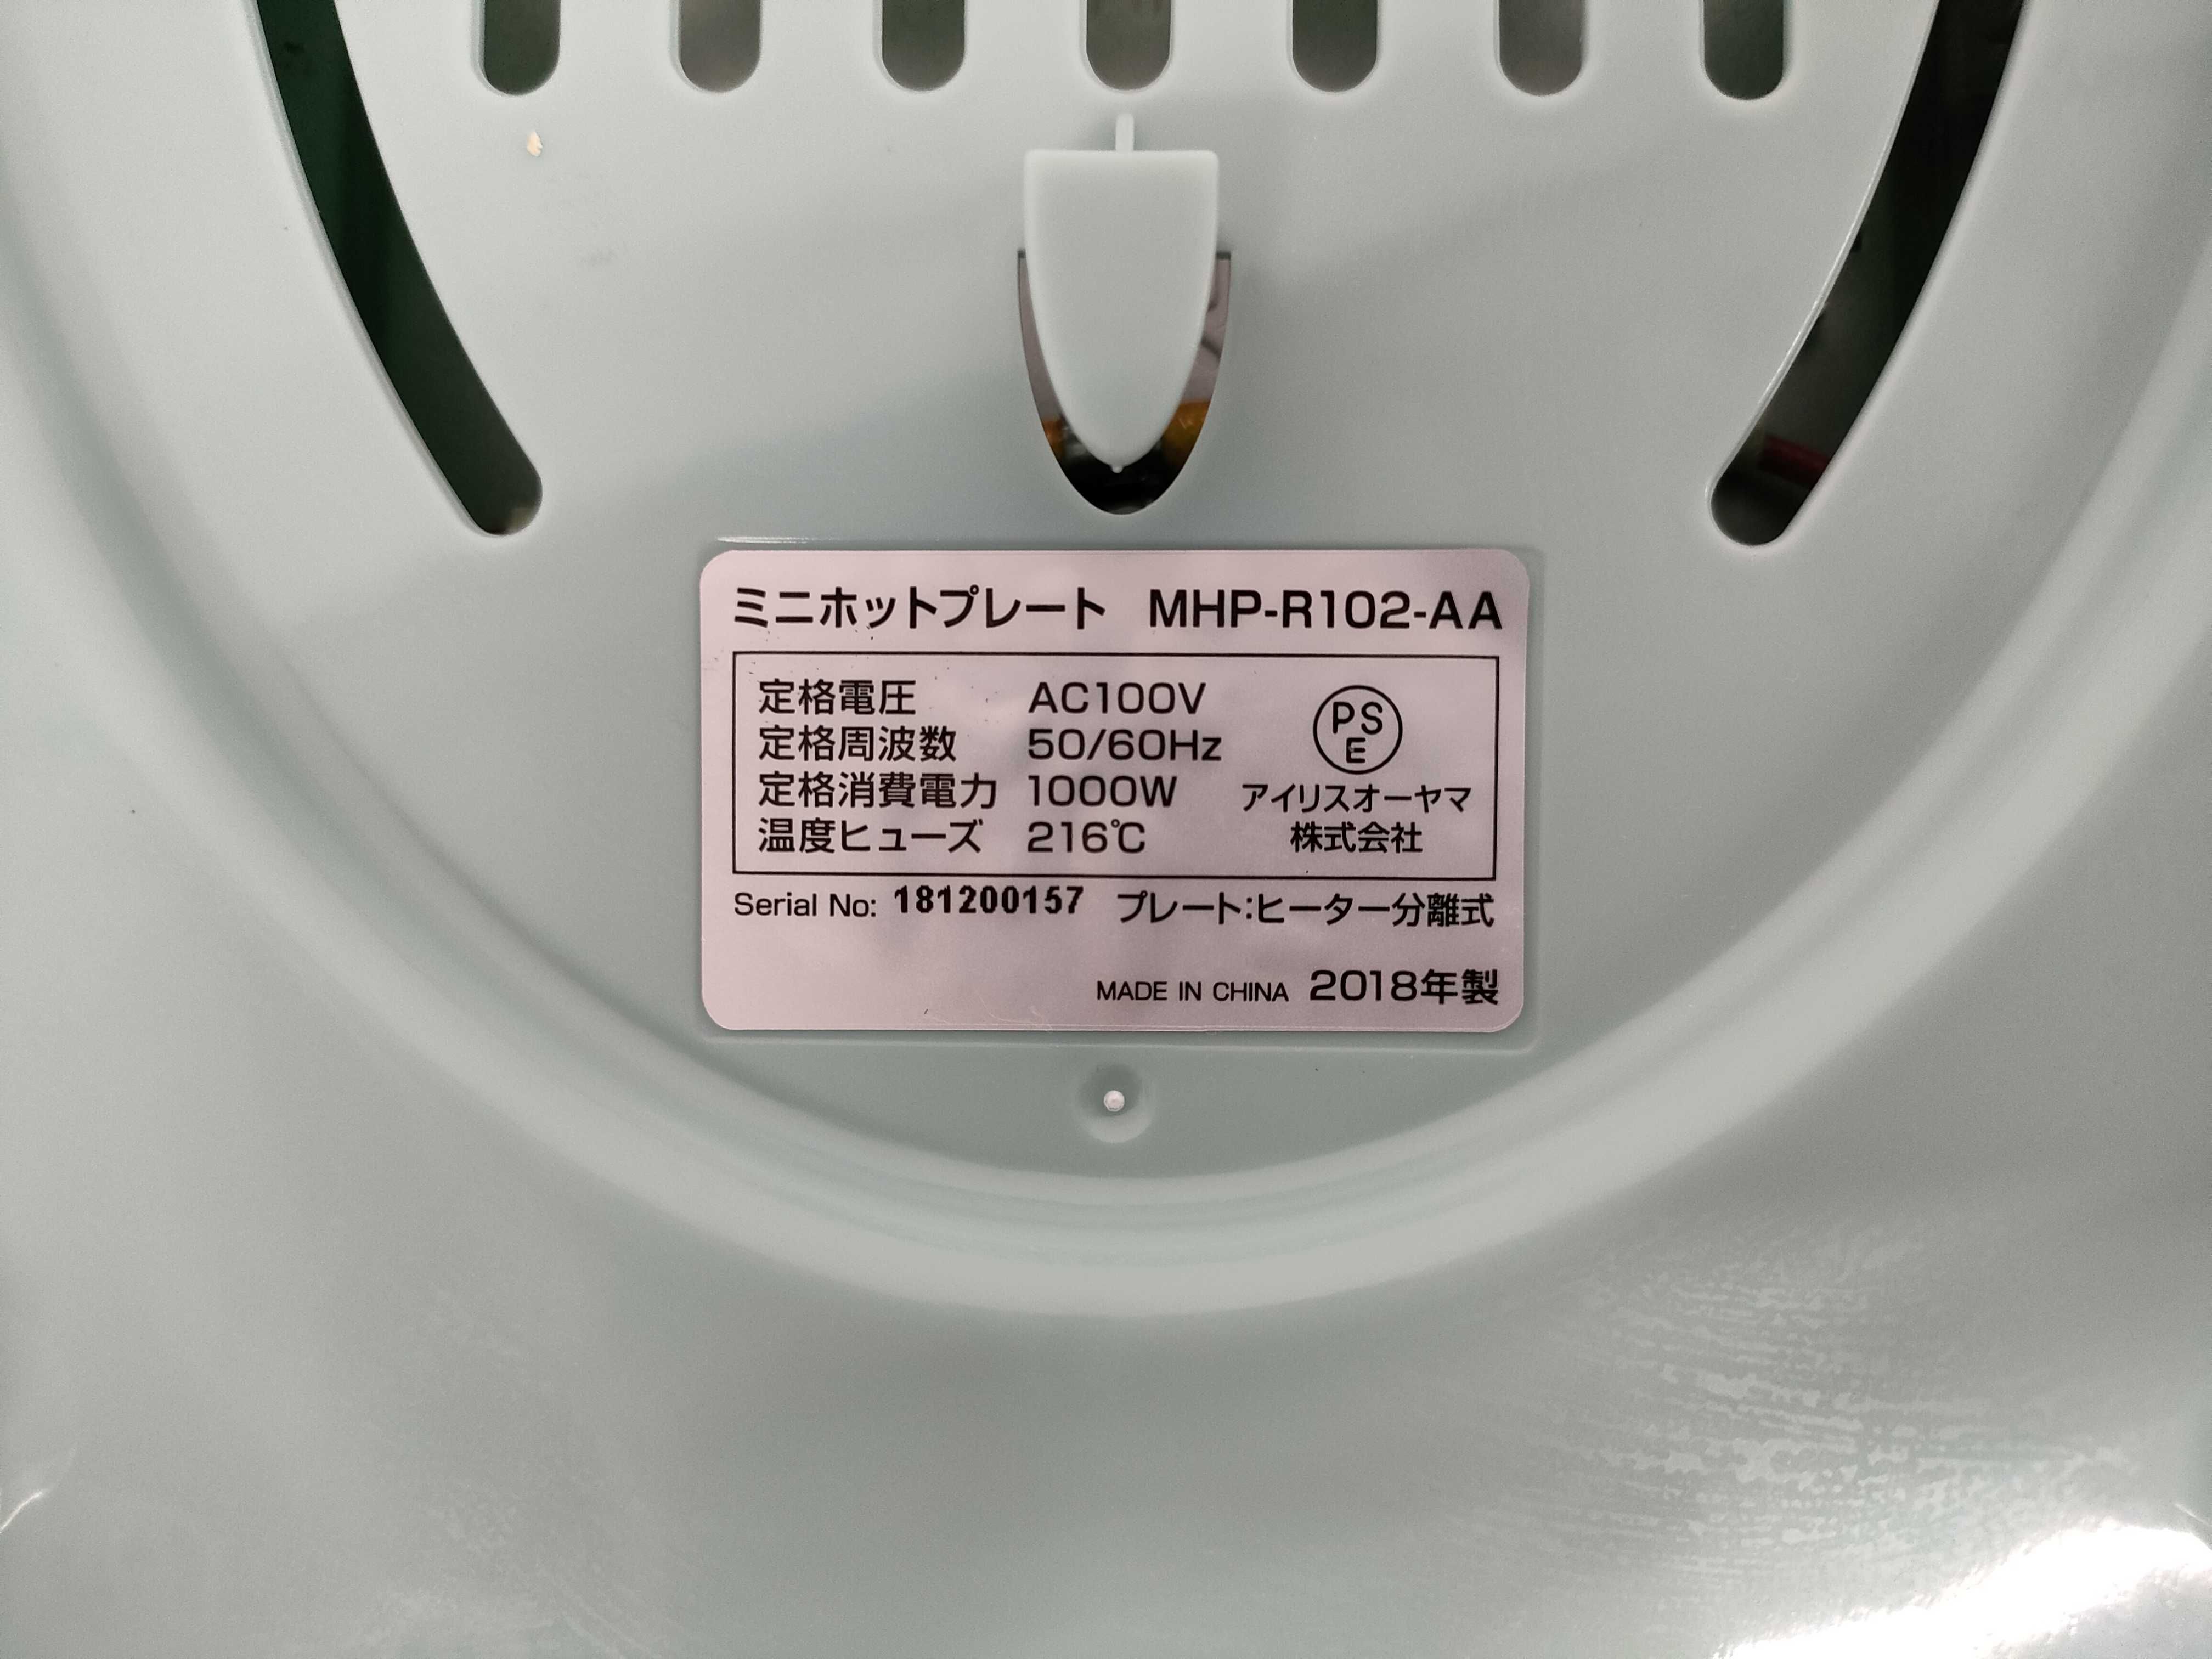 ミニホットプレート MHP-R102-AA
定格電圧 AC100V
定格周波数 50/60Hz
定格消費電力 1000W
温度ヒューズ 216℃
PS
E
アイリスオーヤマ
株式会社
Serial No: 181200157 プレート:ヒーター分離式
MADE IN CHINA 2018年製